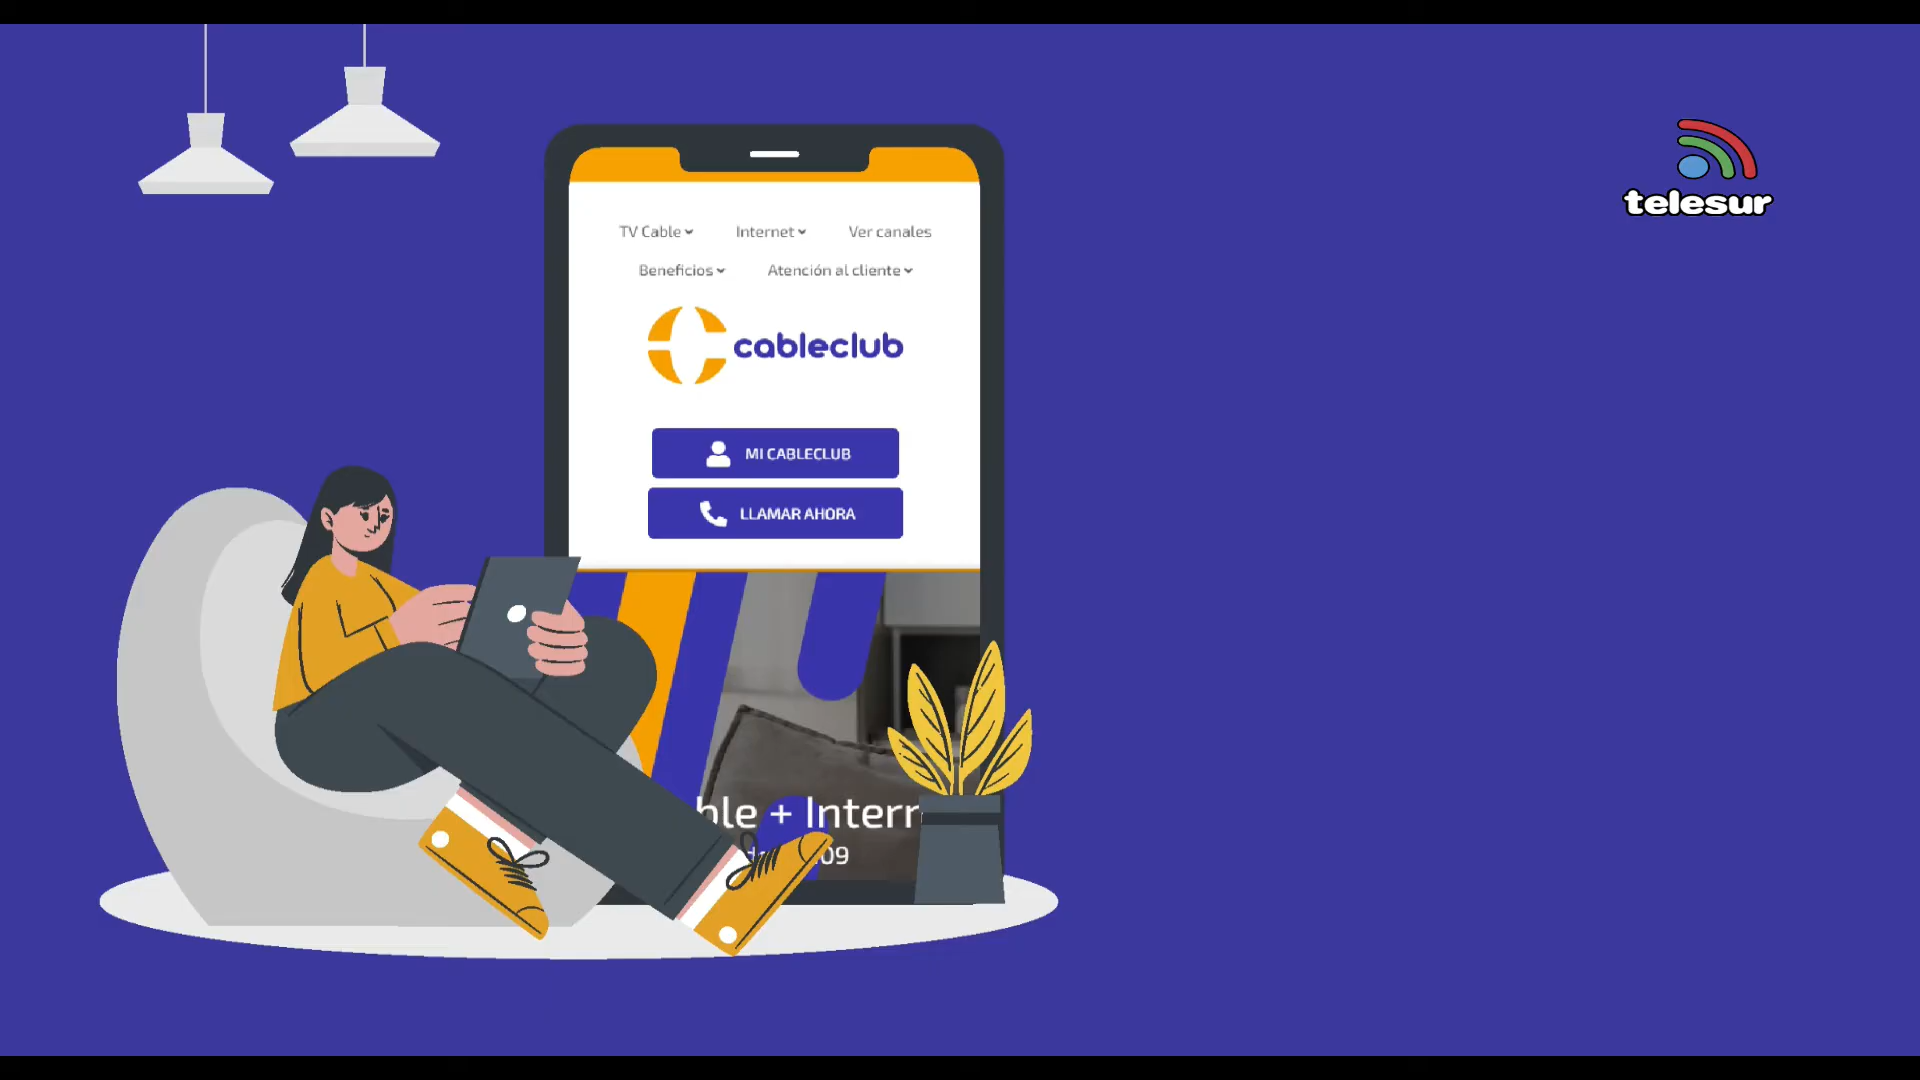 telesur
TV Cable
Internet
Ver canales
Beneficios
Atención al cliente
cableclub
MI CABLECLUB
LLAMAR AHORA
+